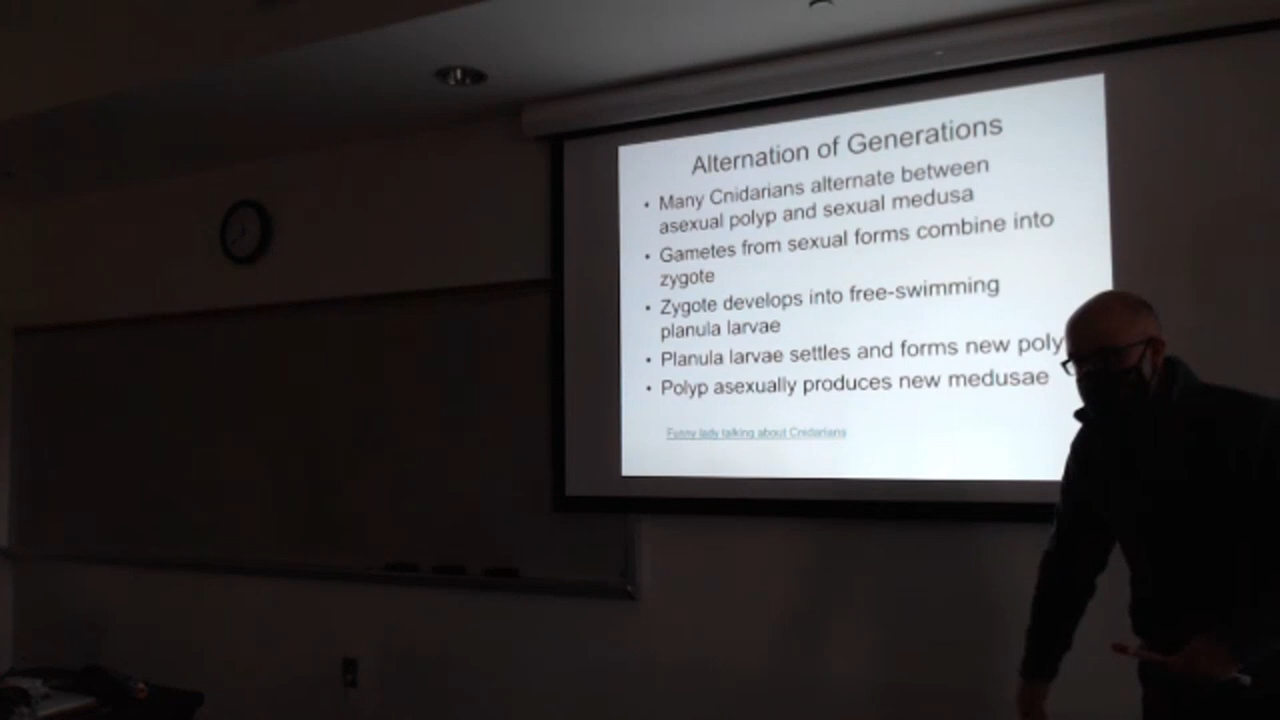 Alternation of Generations
• Many Cnidarians alternate between
asexual polyp and sexual medusa
• Gametes from sexual forms combine into
zygote
• Zygote develops into free-swimming
planula larvae
• Planula larvae settles and forms new poly
• Polyp asexually produces new medusae
Funny lady talking about Cnidarians